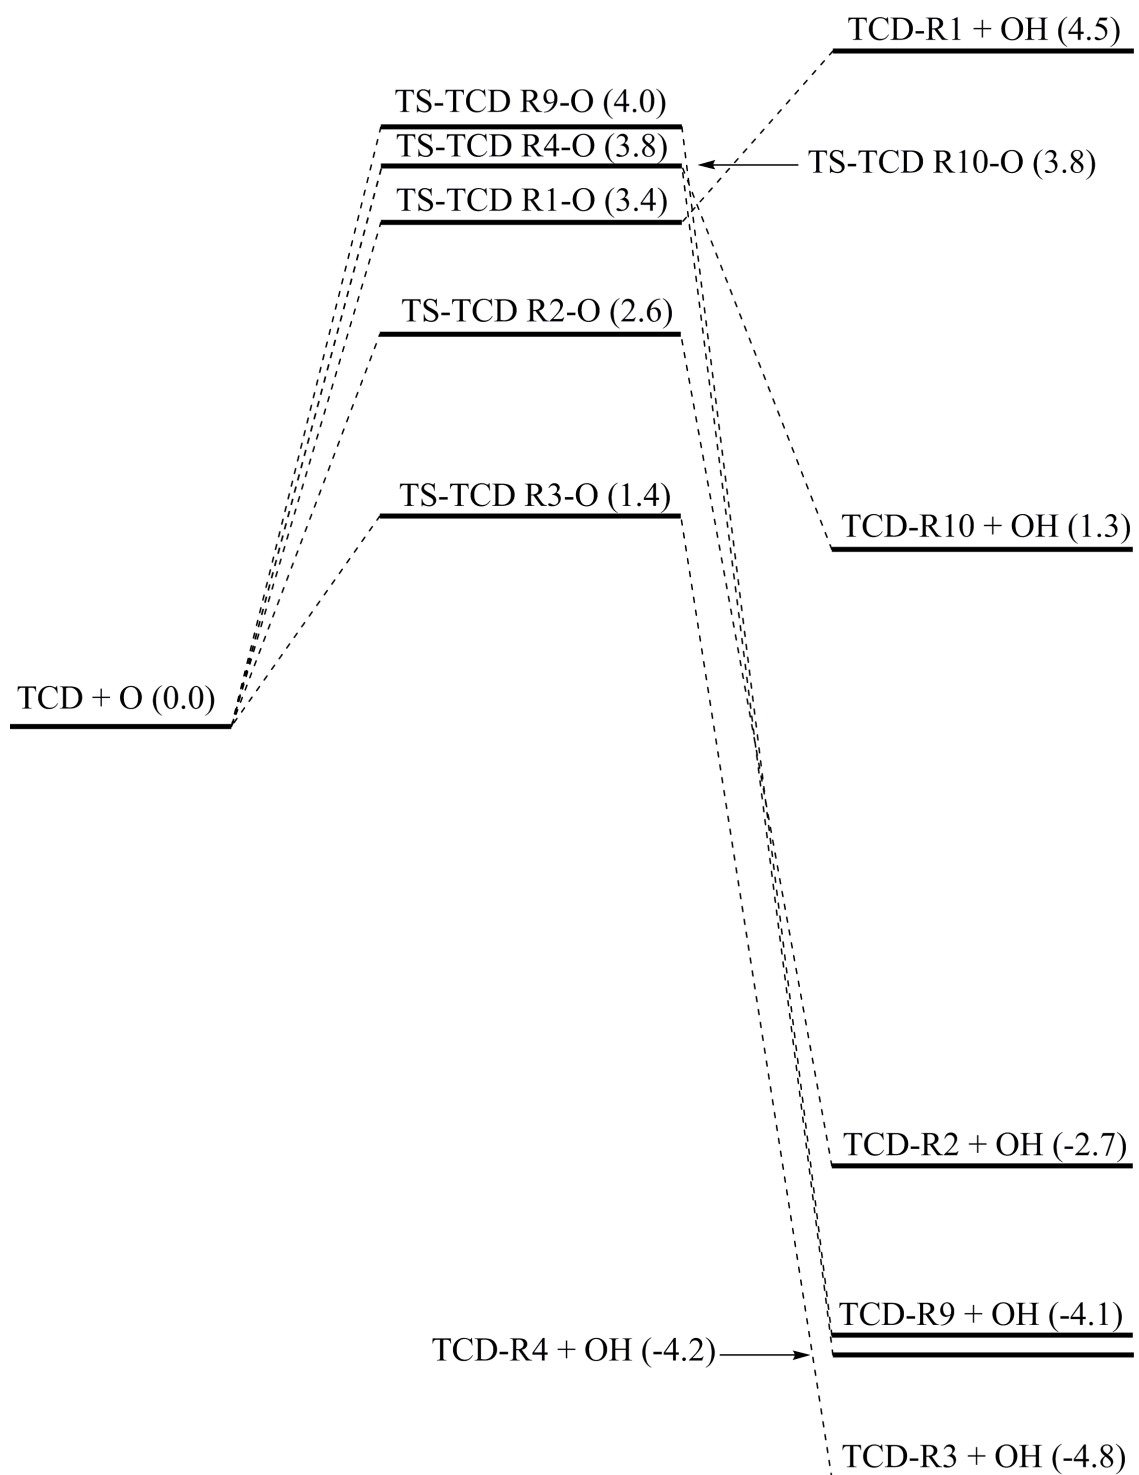 TCD-R1 + OH (4.5)
TS-TCD R9-O (4.0)
TS-TCD R4-O (3.8)
TS-TCD R10-O (3.8)
TS-TCD R1-O (3.4)
TS-TCD R2-O (2.6)
TS-TCD R3-O (1.4)
TCD-R10 + OH (1.3)
TCD + O (0.0)
TCD-R2 + OH (-2.7)
TCD-R9 + OH (-4.1)
TCD-R4 + OH (-4.2)
TCD-R3 + OH (-4.8)